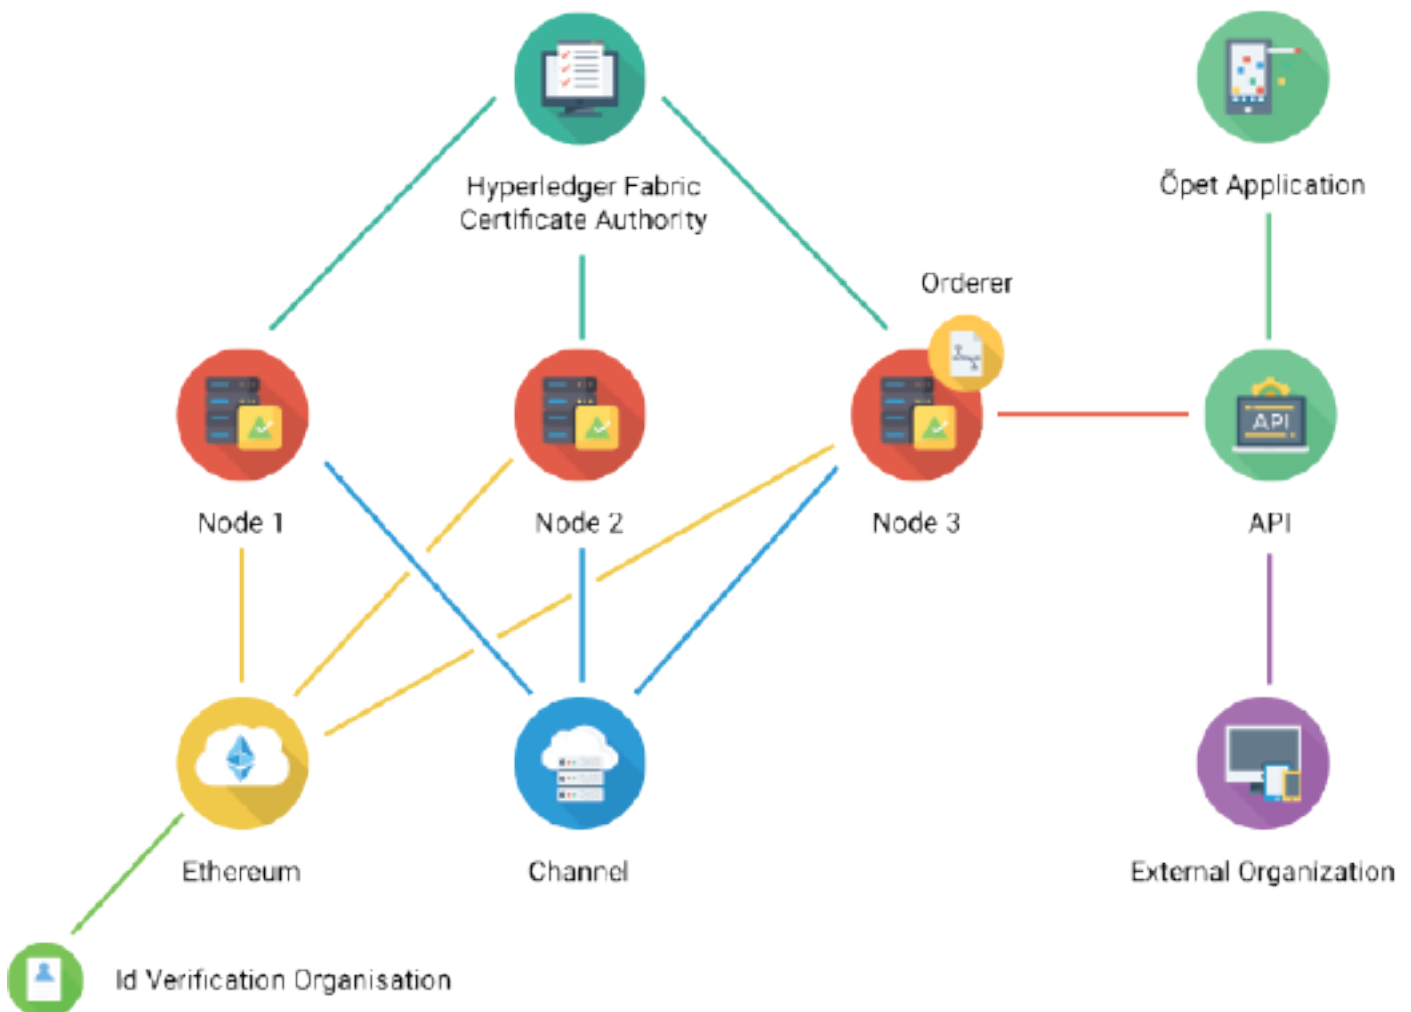 Hyperledger Fabric
Certificate Authority
Őpet Application
Orderer
API
Node 1
Node 2
Node 3
API
Ethereum
Channel
External Organization
Id Verification Organisation